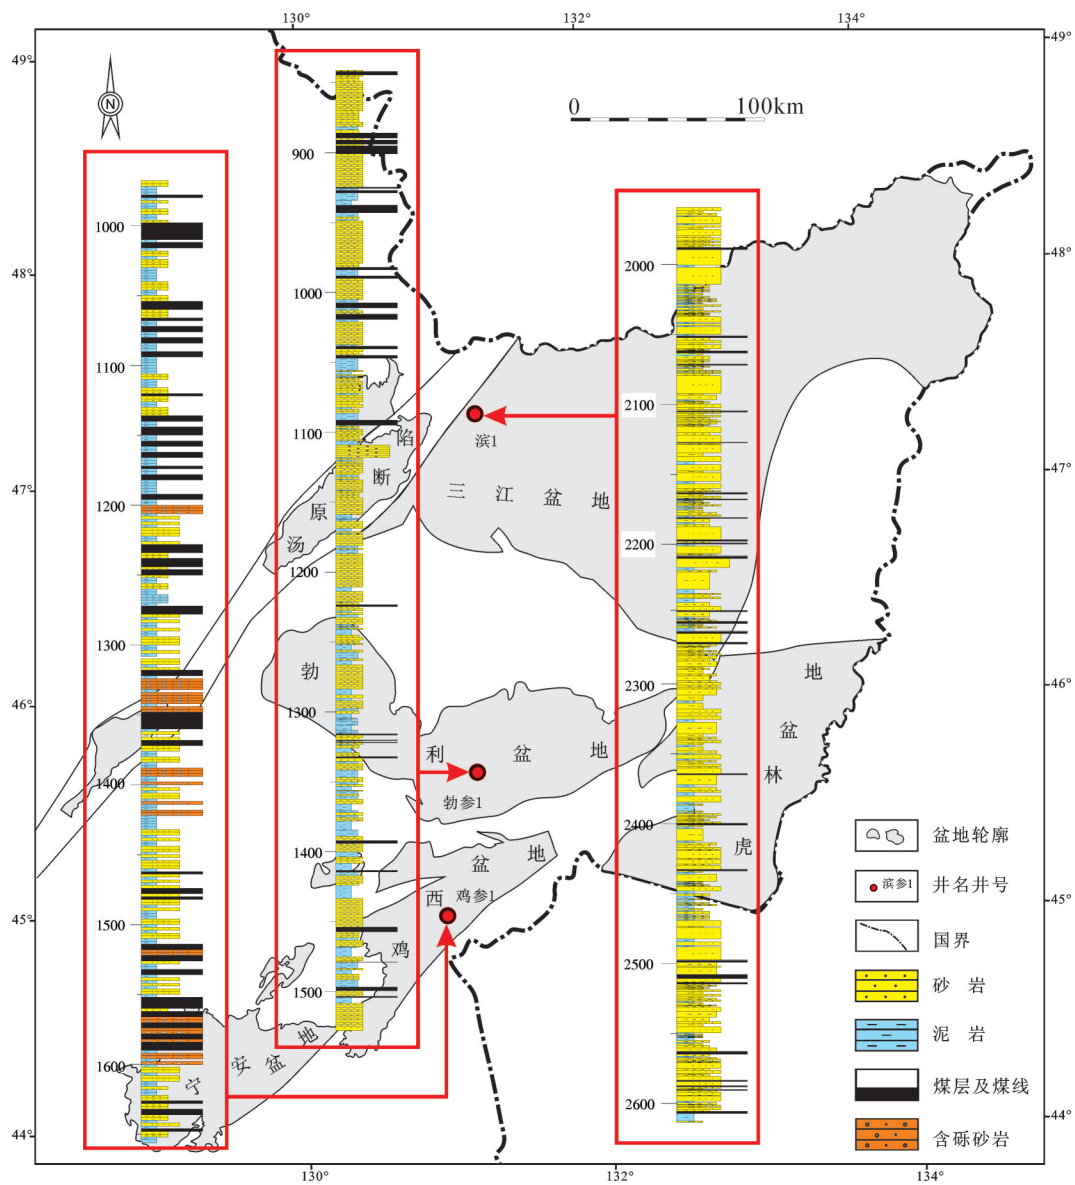 130°
132°
134°
49°
49°
N
0
100km
900
1000
2000
48°
48°
1000
1100
2100
陷
滨1
1100
断
三江盆地
原
47°
47°
汤
1200
2200
1200
1300
勃
地
2300
46°
46°
1300
利盆地
盆
林
1400
勃参1
2400
虎
1400
盆地
西
鸡参1
45°
45°
1500
鸡
2500
1500
1600
宁安盆地
2600
44°
44°
盆地轮廓
滨参1
井名井号
国界
砂岩
泥岩
煤层及煤线
含砾砂岩
130°
132°
134°